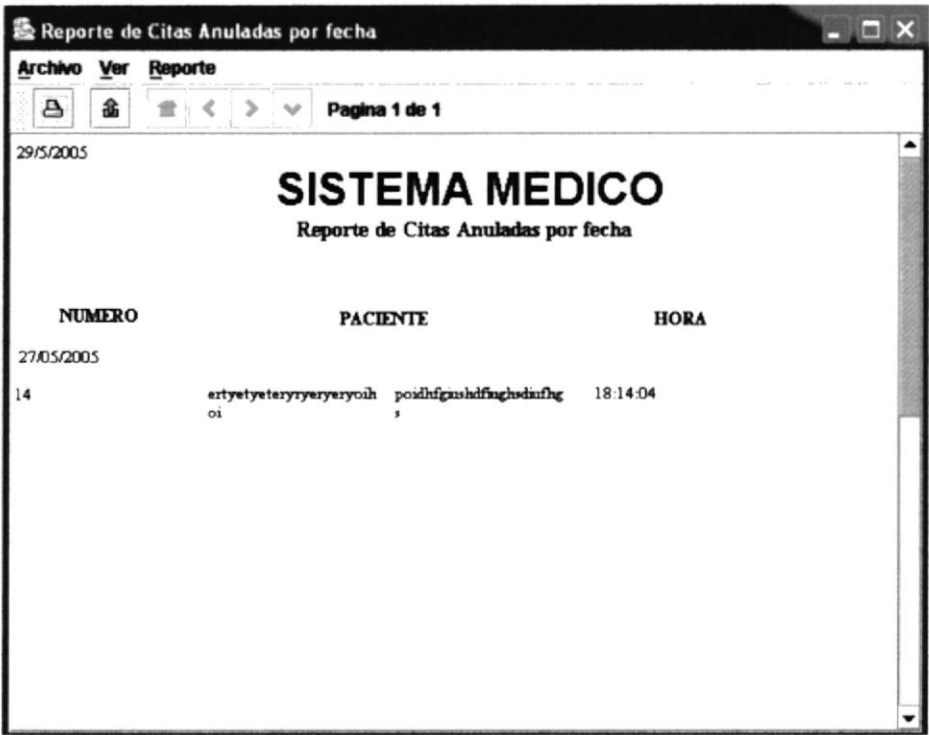 Reporte de Citas Anuladas por fecha
Archivo Ver Reporte
Pagina 1 de 1
29/5/2005
SISTEMA MEDICO
Reporte de Citas Anuladas por fecha
NUMERO PACIENTE HORA
27/05/2005
14 ertyetyeteryryeryeryoih 18:14:04
oi s